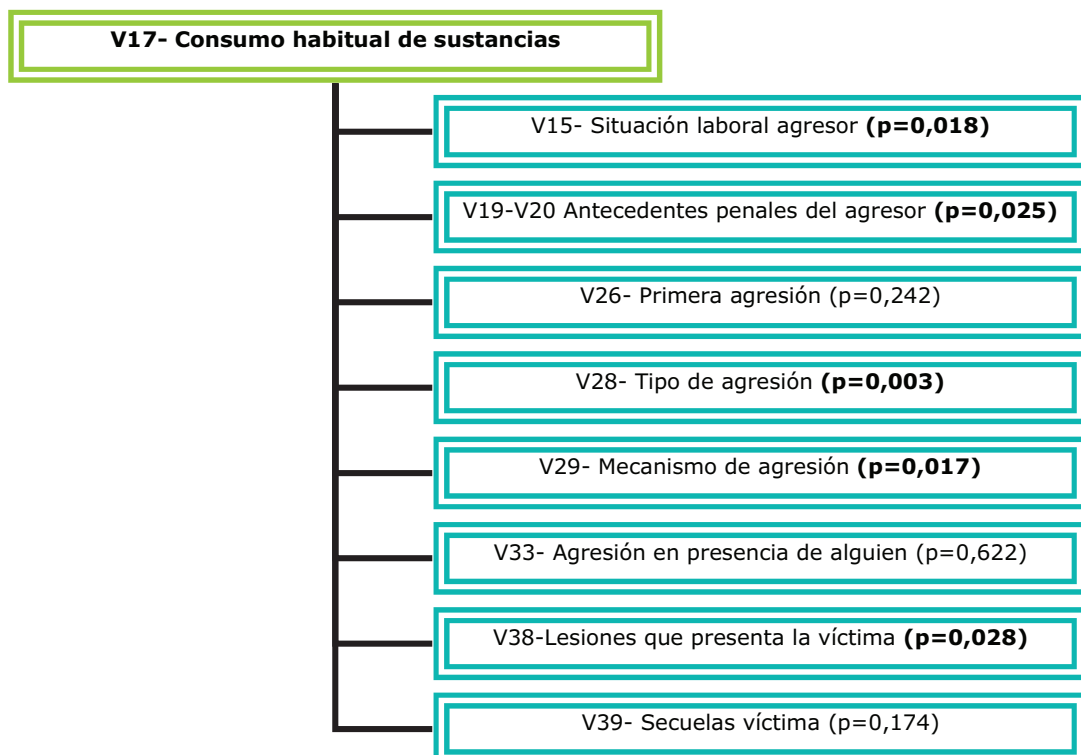 V17- Consumo habitual de sustancias
V15- Situación laboral agresor (p=0,018)
V19-V20 Antecedentes penales del agresor (p=0,025)
V26- Primera agresión (p=0,242)
V28- Tipo de agresión (p=0,003)
V29- Mecanismo de agresión (p=0,017)
V33- Agresión en presencia de alguien (p=0,622)
V38-Lesiones que presenta la víctima (p=0,028)
V39- Secuelas víctima (p=0,174)